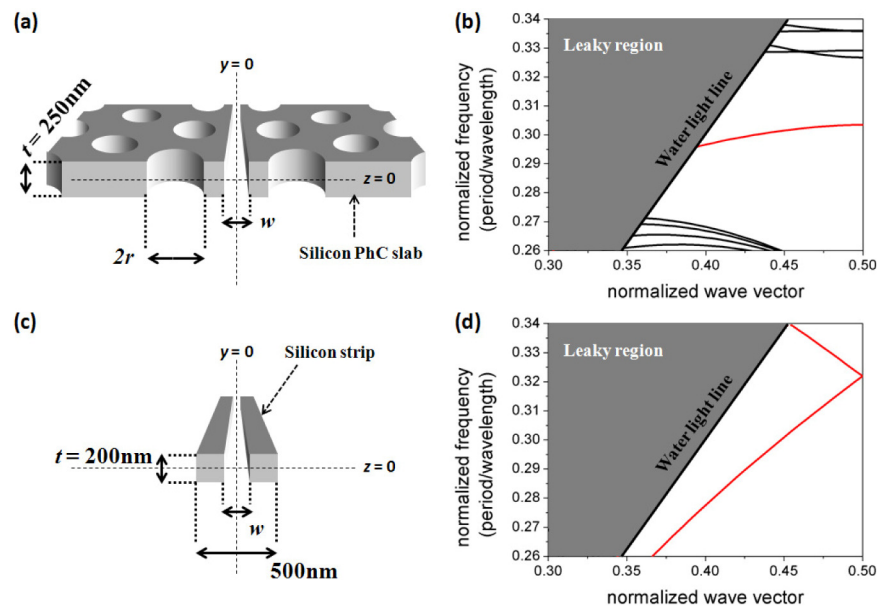 (a)
y = 0
t = 250nm
z = 0
w
2r
Silicon PhC slab
(b)
normalized frequency
(period/wavelength)
0.34
0.33
0.32
0.31
0.30
0.29
0.28
0.27
0.26
Leaky region
Water light line
0.30 0.35 0.40 0.45 0.50
normalized wave vector
(c)
y = 0
Silicon strip
t = 200nm
z = 0
w
500nm
(d)
normalized frequency
(period/wavelength)
0.34
0.33
0.32
0.31
0.30
0.29
0.28
0.27
0.26
Leaky region
Water light line
0.30 0.35 0.40 0.45 0.50
normalized wave vector